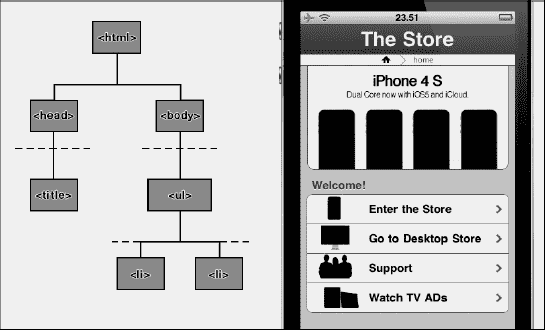 <html>
<head>
<body>
<title>
<ul>
<li>
<li>
23.51
The Store
home
iPhone 4 S
Dual Core now with iOS5 and iCloud.
Welcome!
Enter the Store
Go to Desktop Store
Support
Watch TV ADs